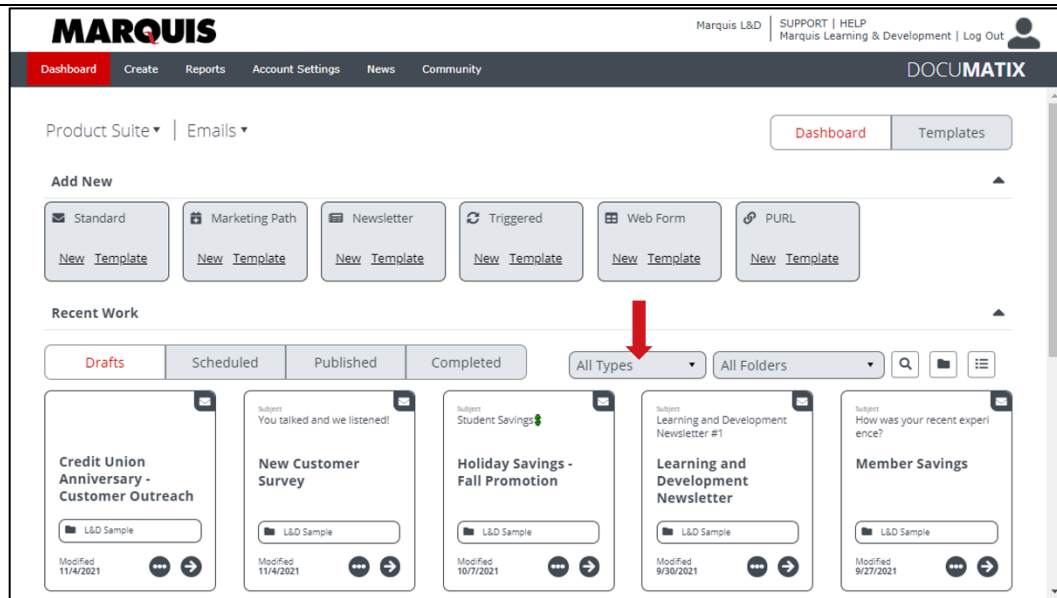 MARQUIS
Marquis L&D
SUPPORT | HELP
Marquis Learning & Development | Log Out
Dashboard Create Reports Account Settings News Community
DOCUMATIX
Product Suite | Emails
Dashboard Templates
Add New
Standard Marketing Path Newsletter Triggered Web Form PURL
New Template New Template New Template New Template New Template New Template
Recent Work
Drafts Scheduled Published Completed All Types All Folders
Credit Union
Anniversary -
Customer Outreach
L&D Sample
Modified
11/4/2021
Subject
You talked and we listened!
New Customer
Survey
L&D Sample
Modified
11/4/2021
Subject
Student Savings
Holiday Savings -
Fall Promotion
L&D Sample
Modified
10/7/2021
Subject
Learning and Development
Newsletter #1
Learning and
Development
Newsletter
L&D Sample
Modified
9/30/2021
Subject
How was your recent experi
ence?
Member Savings
L&D Sample
Modified
9/27/2021